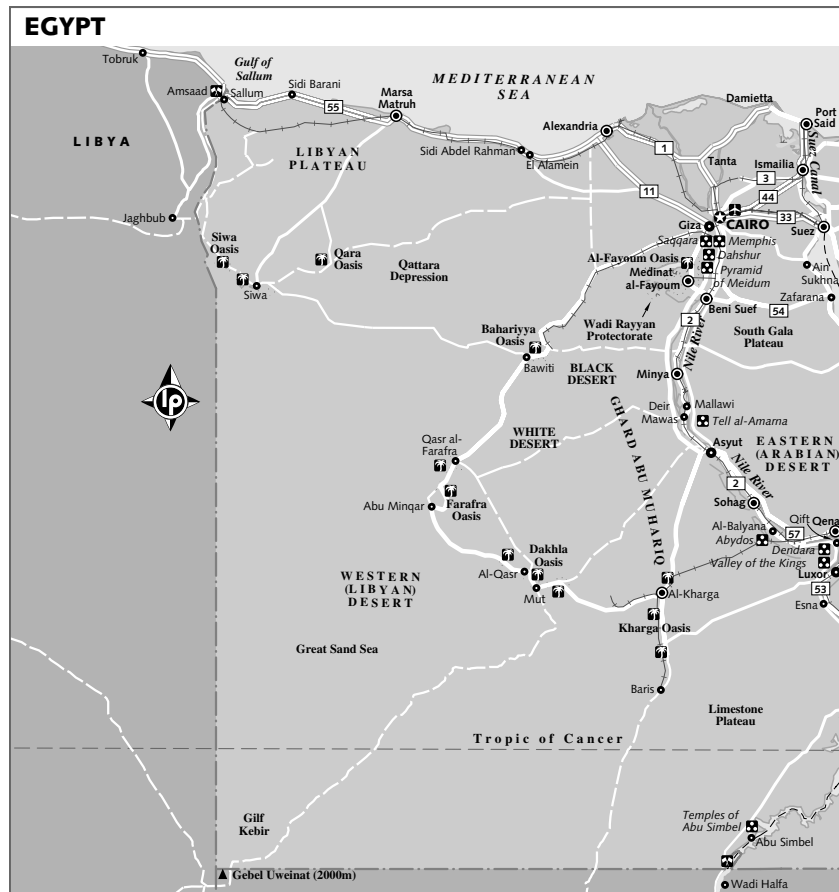 EGYPT
Tobruk
Gulf of
Sallum
Amsaad
Sallum
Sidi Barani
55
Marsa
Matruh
MEDITERRANEAN
SEA
Damietta
Port
Said
Alexandria
LIBYA
LIBYAN
PLATEAU
Sidi Abdel Rahman
El Alamein
1
Tanta
Ismailia
Suez Canal
3
44
11
Jaghbub
Giza
CAIRO
33
Suez
Siwa
Oasis
Qara
Oasis
Qattara
Depression
Saqqara
Memphis
Dahshur
Al-Fayoum Oasis
Medinat
al-Fayoum
Pyramid
of Meidum
Ain
Sukhna
Siwa
Zafarana
Beni Suef
54
Wadi Rayyan
Protectorate
2
Nile River
South Gala
Plateau
Bahariyya
Oasis
Bawiti
BLACK
DESERT
lp
Minya
GHARD ABU MUHARIQ
Deir
Mawas
Mallawi
Tell al-Amarna
WHITE
DESERT
Qasr al-
Farafra
Asyut
EASTERN
(ARABIAN)
DESERT
Nile River
2
Abu Minqar
Farafra
Oasis
Sohag
Qift
Qena
Al-Balyana
57
Abydos
Dendara
Valley of the Kings
Luxor
Dakhla
Oasis
Al-Qasr
Mut
WESTERN
(LIBYAN)
DESERT
Al-Kharga
53
Esna
Kharga Oasis
Great Sand Sea
Baris
Limestone
Plateau
Tropic of Cancer
Gilf
Kebir
Temples of
Abu Simbel
Abu Simbel
Gebel Uweinat (2000m)
Wadi Halfa